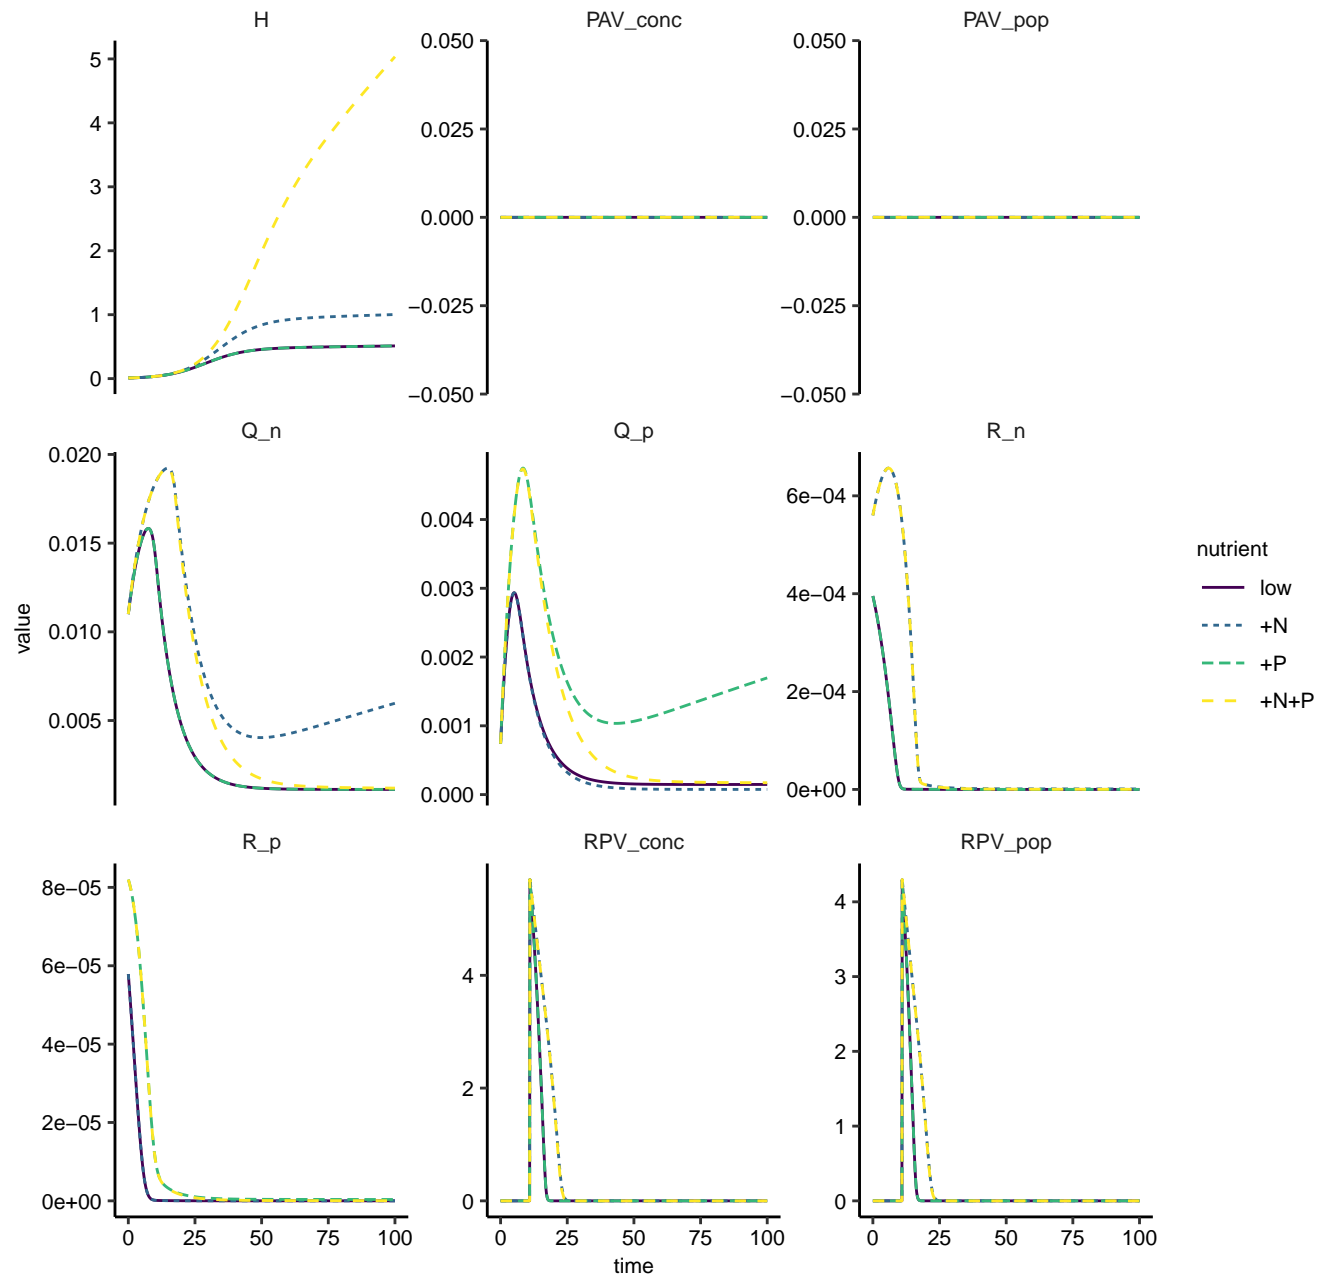 H
PAV_conc
PAV_pop
5
4
3
2
1
0
0.050
0.025
0.000
−0.025
−0.050
0.050
0.025
0.000
−0.025
−0.050
Q_n
Q_p
R_n
0.020
0.015
0.010
0.005
0.004
0.003
0.002
0.001
0.000
6e−04
4e−04
2e−04
0e+00
R_p
RPV_conc
RPV_pop
8e−05
6e−05
4e−05
2e−05
0e+00
4
2
0
4
3
2
1
0
0 25 50 75 100
0 25 50 75 100
0 25 50 75 100
time
value
nutrient
low
+N
+P
+N+P